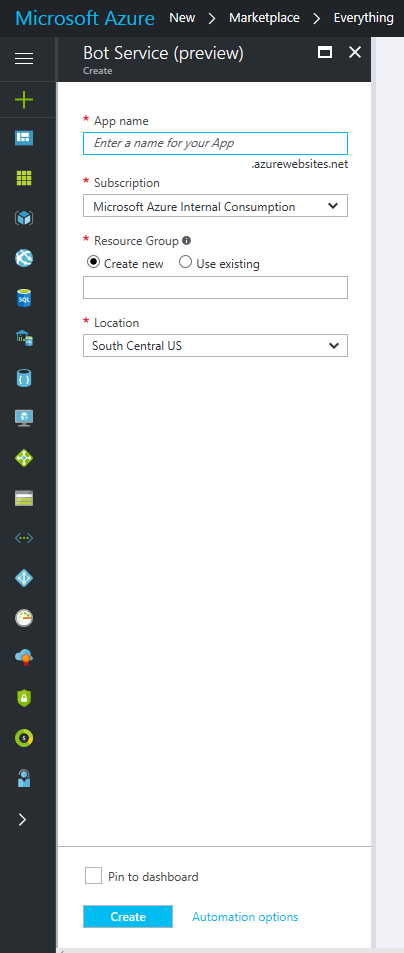 Microsoft Azure New > Marketplace > Everything
Bot Service (preview)
Create
* App name
Enter a name for your App
.azurewebsites.net
* Subscription
Microsoft Azure Internal Consumption
* Resource Group
Create new Use existing
* Location
South Central US
Pin to dashboard
Create Automation options